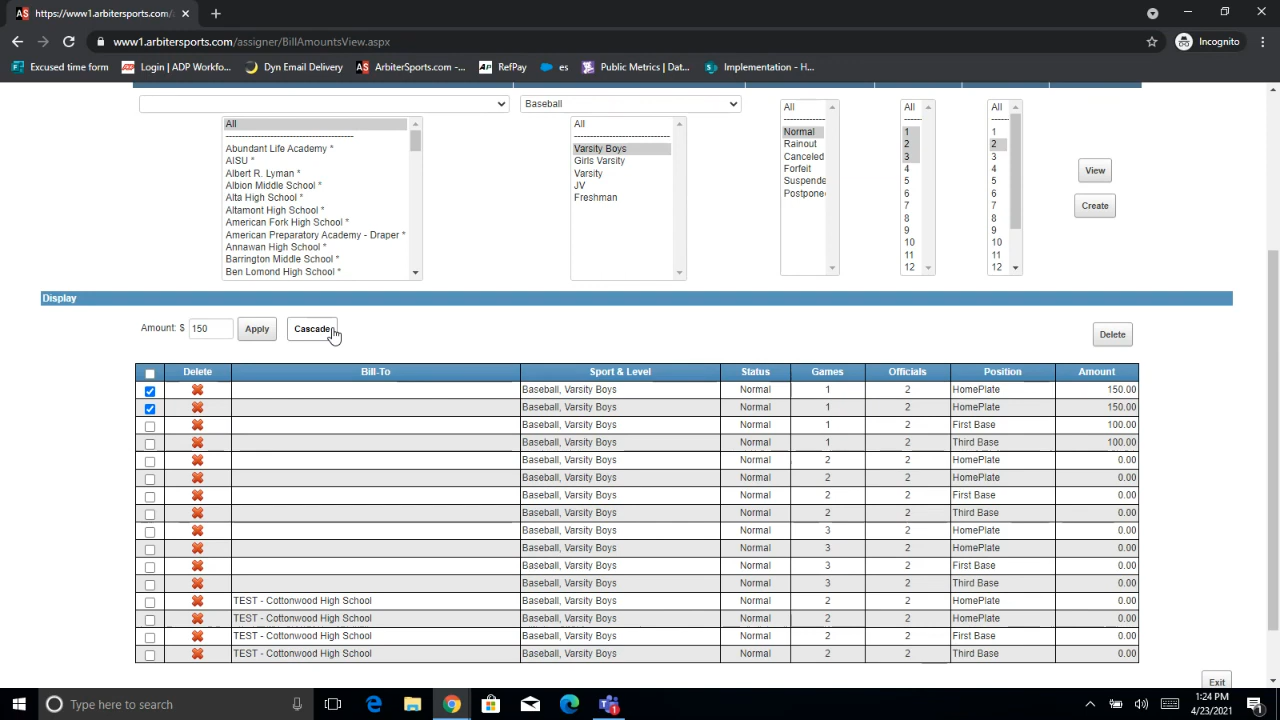 https://www1.arbitersports.com/
www1.arbitersports.com/assigner/BillAmountsView.aspx
Incognito
Excused time form
Login | ADP Workfo...
Dyn Email Delivery
ArbiterSports.com -...
RefPay
es
Public Metrics | Dat...
Implementation - H...
Baseball
All
Abundant Life Academy *
AISU *
Albert R. Lyman *
Albion Middle School *
Alta High School *
Altamont High School *
American Fork High School *
American Preparatory Academy - Draper *
Annawan High School *
Barrington Middle School *
Ben Lomond High School *
All
Varsity Boys
Girls Varsity
Varsity
JV
Freshman
All
Normal
Rainout
Canceled
Forfeit
Suspende
Postpone
All
1
2
3
4
5
6
7
8
9
10
11
12
All
1
2
3
4
5
6
7
8
9
10
11
12
View
Create
Display
Amount: $ 150 Apply Cascade
Delete
Delete Bill-To Sport & Level Status Games Officials Position Amount
Baseball, Varsity Boys Normal 1 2 HomePlate 150.00
Baseball, Varsity Boys Normal 1 2 HomePlate 150.00
Baseball, Varsity Boys Normal 1 2 First Base 100.00
Baseball, Varsity Boys Normal 1 2 Third Base 100.00
Baseball, Varsity Boys Normal 2 2 HomePlate 0.00
Baseball, Varsity Boys Normal 2 2 HomePlate 0.00
Baseball, Varsity Boys Normal 2 2 First Base 0.00
Baseball, Varsity Boys Normal 2 2 Third Base 0.00
Baseball, Varsity Boys Normal 3 2 HomePlate 0.00
Baseball, Varsity Boys Normal 3 2 HomePlate 0.00
Baseball, Varsity Boys Normal 3 2 First Base 0.00
Baseball, Varsity Boys Normal 3 2 Third Base 0.00
TEST - Cottonwood High School Baseball, Varsity Boys Normal 2 2 HomePlate 0.00
TEST - Cottonwood High School Baseball, Varsity Boys Normal 2 2 HomePlate 0.00
TEST - Cottonwood High School Baseball, Varsity Boys Normal 2 2 First Base 0.00
TEST - Cottonwood High School Baseball, Varsity Boys Normal 2 2 Third Base 0.00
Exit
Type here to search
1:24 PM
4/23/2021